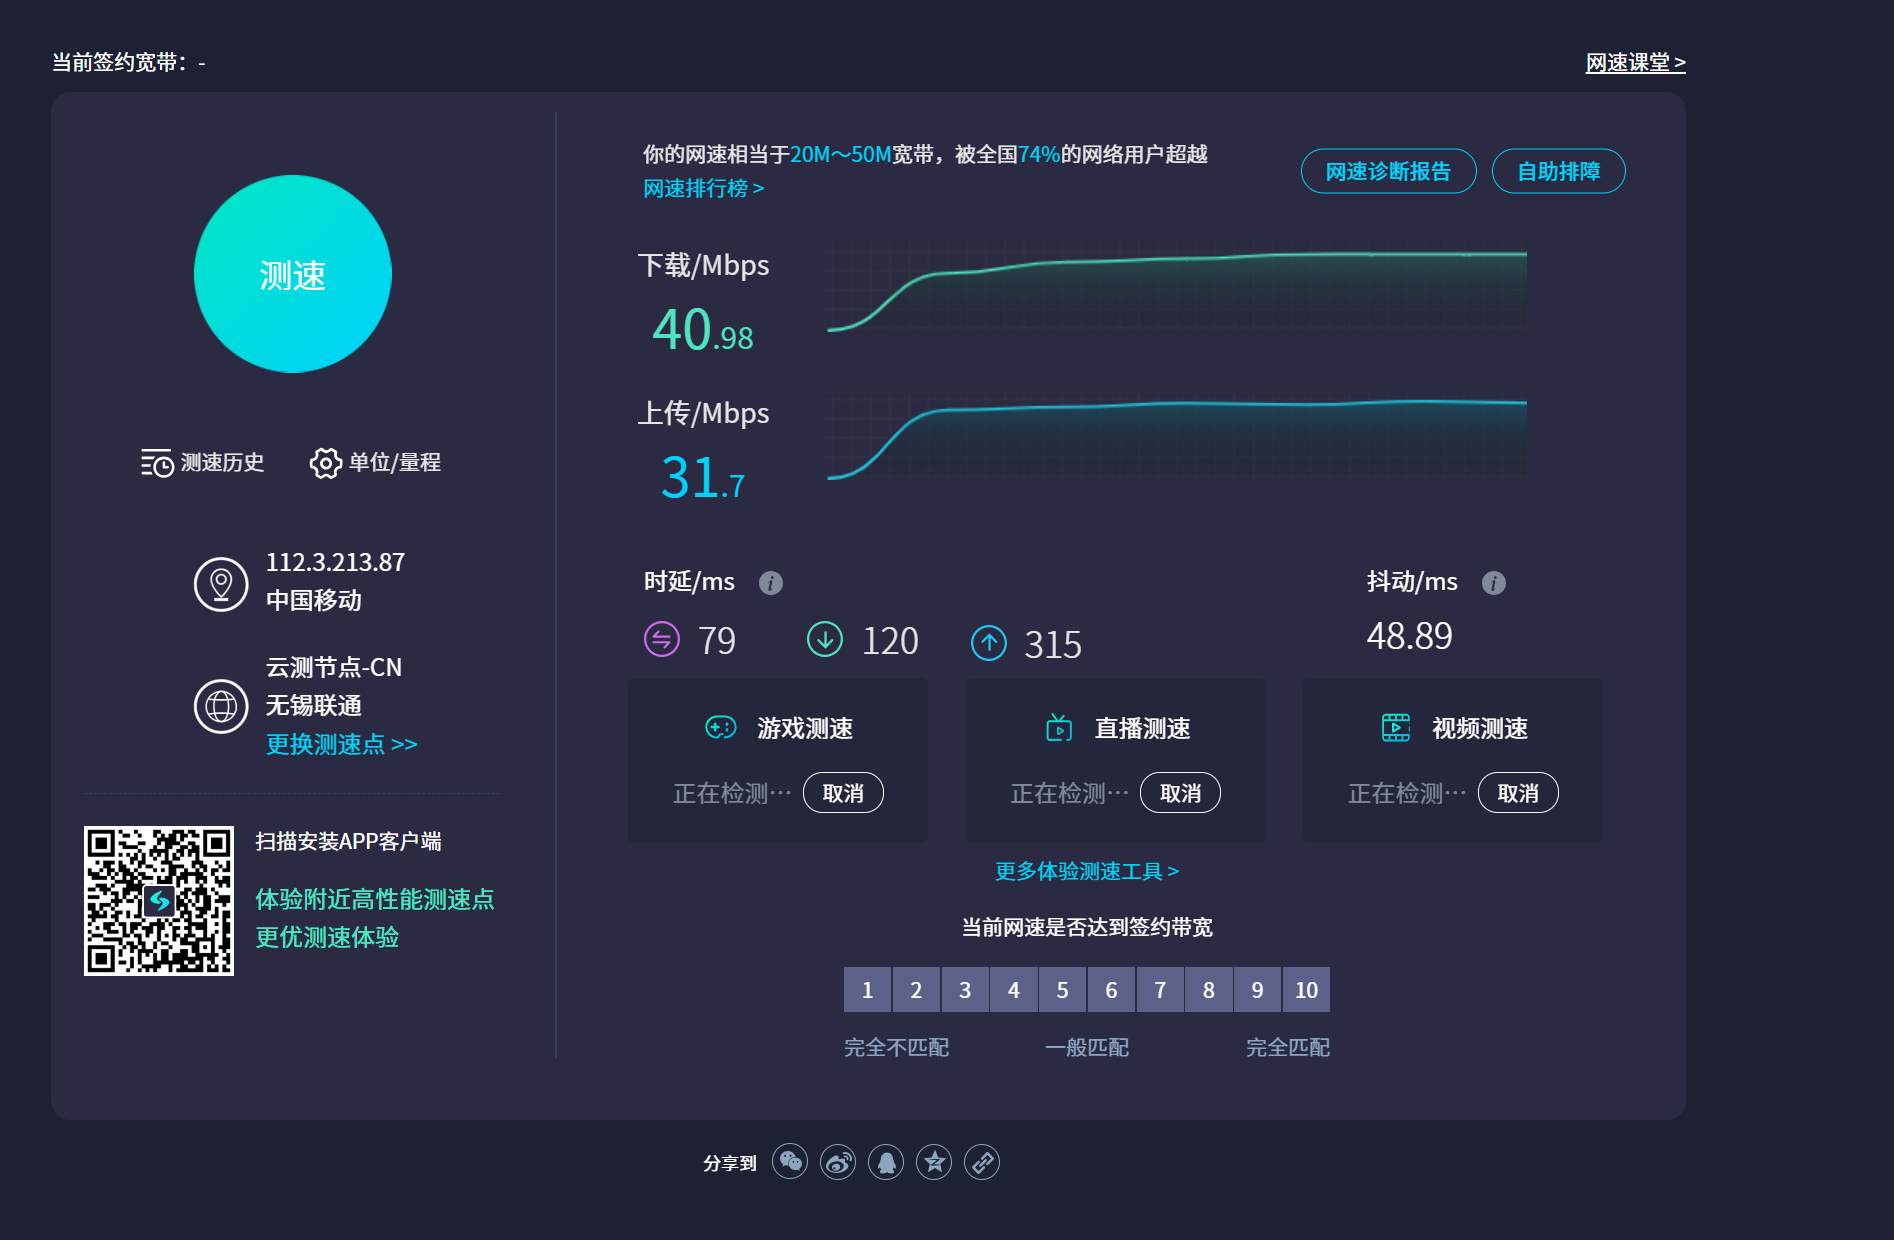 当前签约宽带：-
网速课堂 >
测速
测速历史
单位/量程
112.3.213.87
中国移动
云测节点-CN
无锡联通
更换测速点 >>
扫描安装APP客户端
体验附近高性能测速点
更优测速体验
你的网速相当于20M～50M宽带，被全国74%的网络用户超越
网速排行榜 >
网速诊断报告
自助排障
下载/Mbps
40.98
上传/Mbps
31.7
时延/ms
抖动/ms
79
120
315
48.89
游戏测速
正在检测…
取消
直播测速
正在检测…
取消
视频测速
正在检测…
取消
更多体验测速工具 >
当前网速是否达到签约带宽
1 2 3 4 5 6 7 8 9 10
完全不匹配
一般匹配
完全匹配
分享到